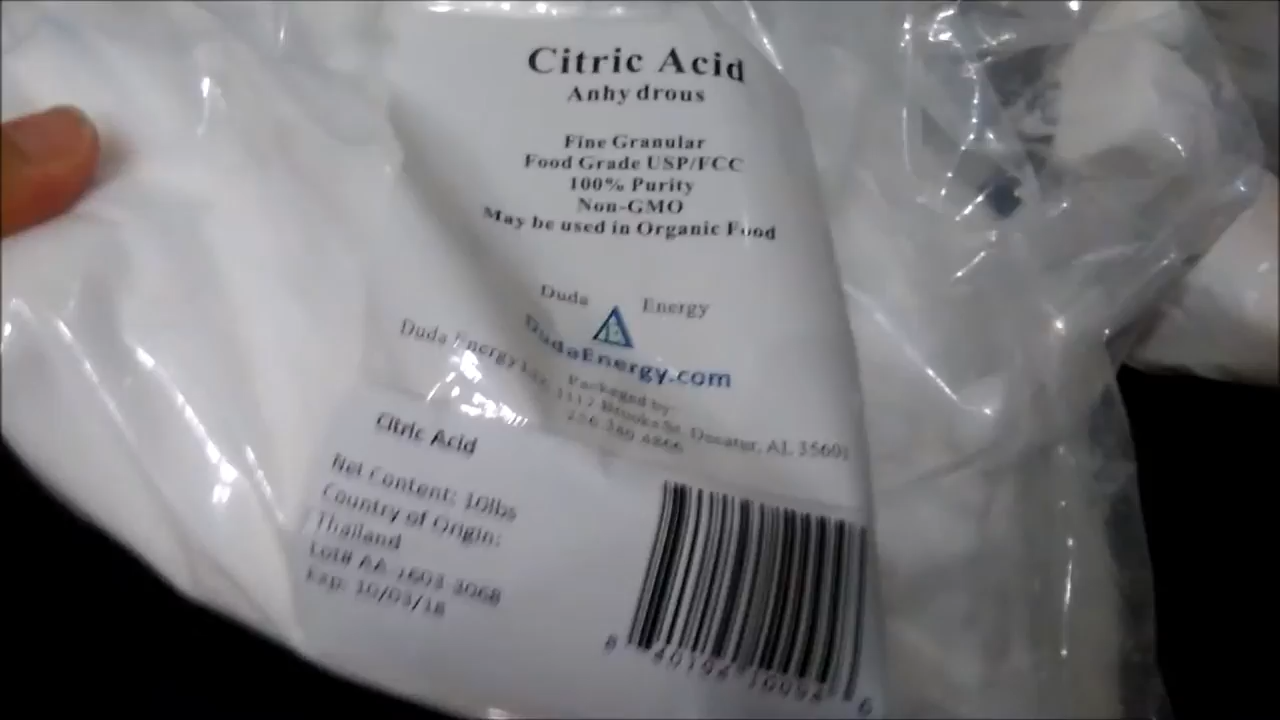 Citric Acid
Anhydrous
Fine Granular
Food Grade USP/FCC
100% Purity
Non-GMO
May be used in Organic Food
Duda Energy
DudaEnergy.com
Packaged by:
Duda Energy 1112 Brooks St. Decatur, AL 35601
256 340 4866
Citric Acid
Net Content: 10lbs
Country of Origin:
Thailand
Lot# AA 1603 3068
Exp: 10/03/18